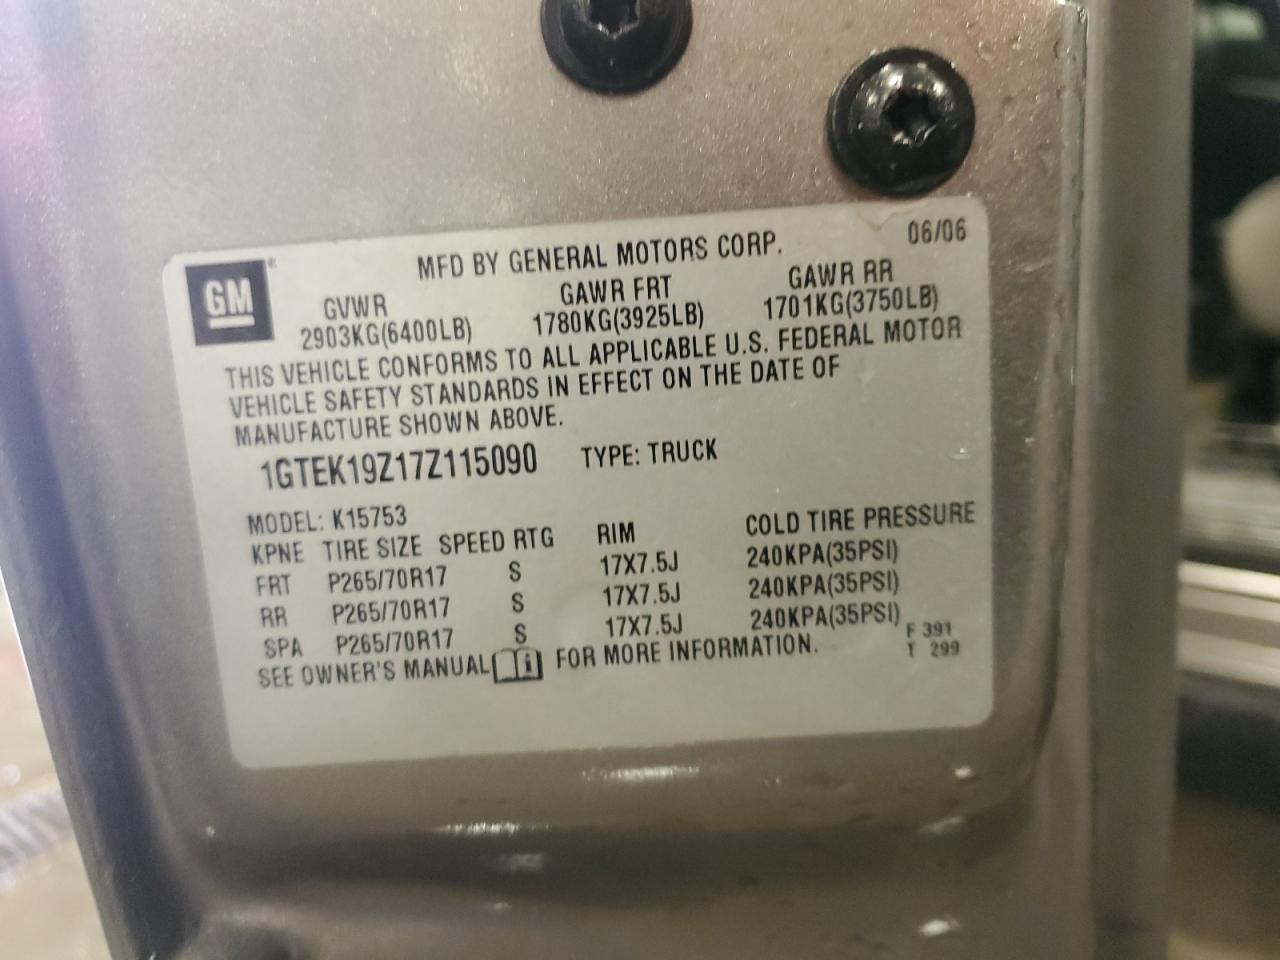 GM
MFD BY GENERAL MOTORS CORP. 06/06
GVWR GAWR FRT GAWR RR
2903KG(6400LB) 1780KG(3925LB) 1701KG(3750LB)
THIS VEHICLE CONFORMS TO ALL APPLICABLE U.S. FEDERAL MOTOR
VEHICLE SAFETY STANDARDS IN EFFECT ON THE DATE OF
MANUFACTURE SHOWN ABOVE.
1GTEK19Z17Z115090 TYPE: TRUCK
MODEL: K15753
KPNE TIRE SIZE SPEED RTG RIM COLD TIRE PRESSURE
FRT P265/70R17 S 17X7.5J 240KPA(35PSI)
RR P265/70R17 S 17X7.5J 240KPA(35PSI)
SPA P265/70R17 S 17X7.5J 240KPA(35PSI)
SEE OWNER'S MANUAL i FOR MORE INFORMATION.
F 391
T 299